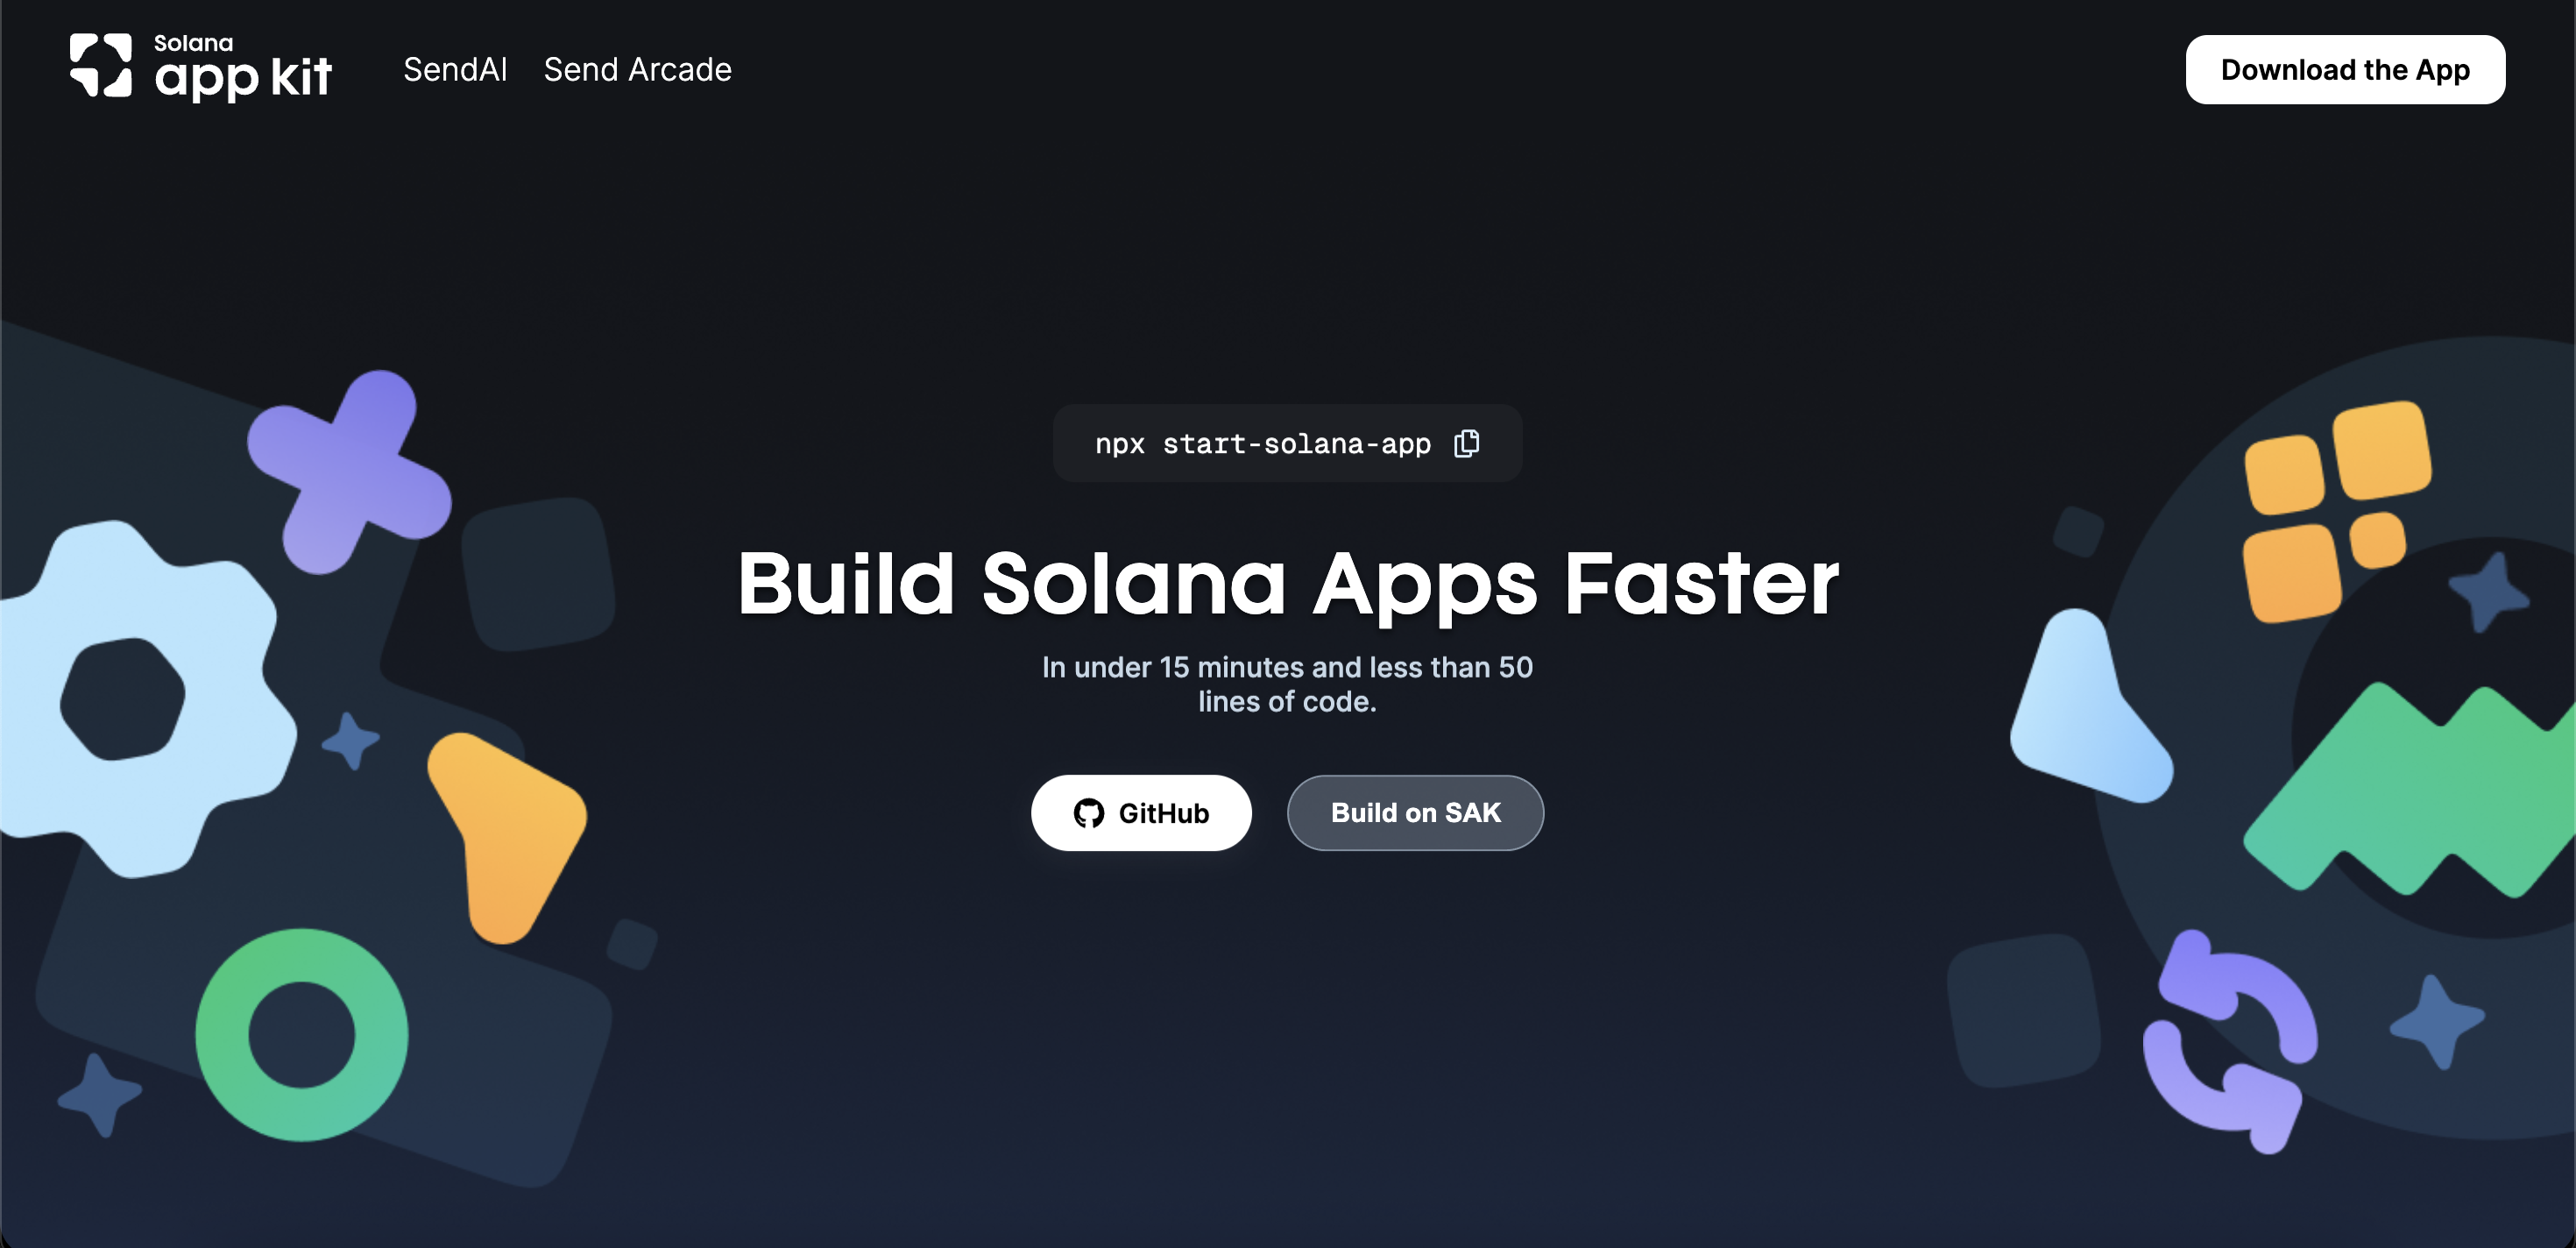 Solana
app kit
SendAI
Send Arcade
Download the App
npx start-solana-app
Build Solana Apps Faster
In under 15 minutes and less than 50
lines of code.
GitHub
Build on SAK